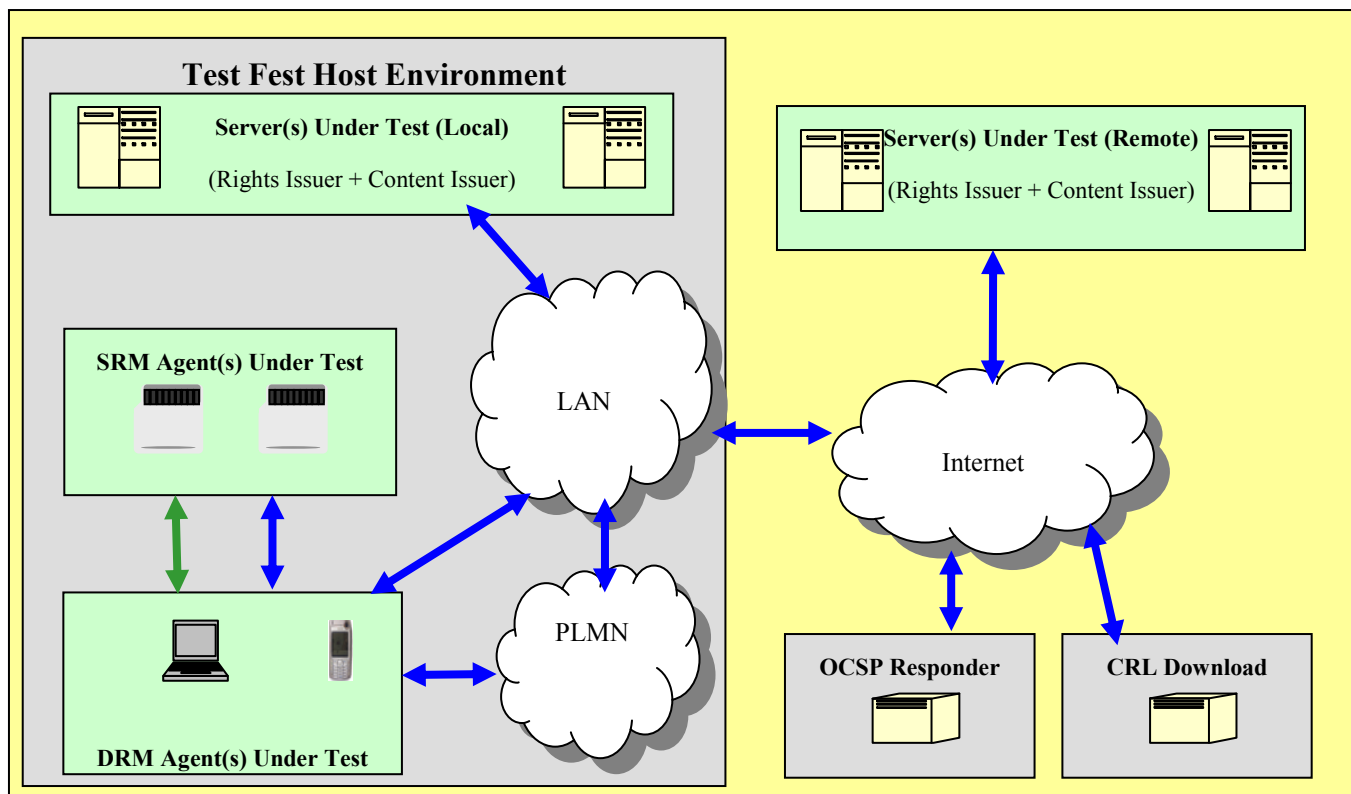 Test Fest Host Environment
Server(s) Under Test (Local)
(Rights Issuer + Content Issuer)
Server(s) Under Test (Remote)
(Rights Issuer + Content Issuer)
SRM Agent(s) Under Test
LAN
Internet
PLMN
DRM Agent(s) Under Test
OCSP Responder
CRL Download